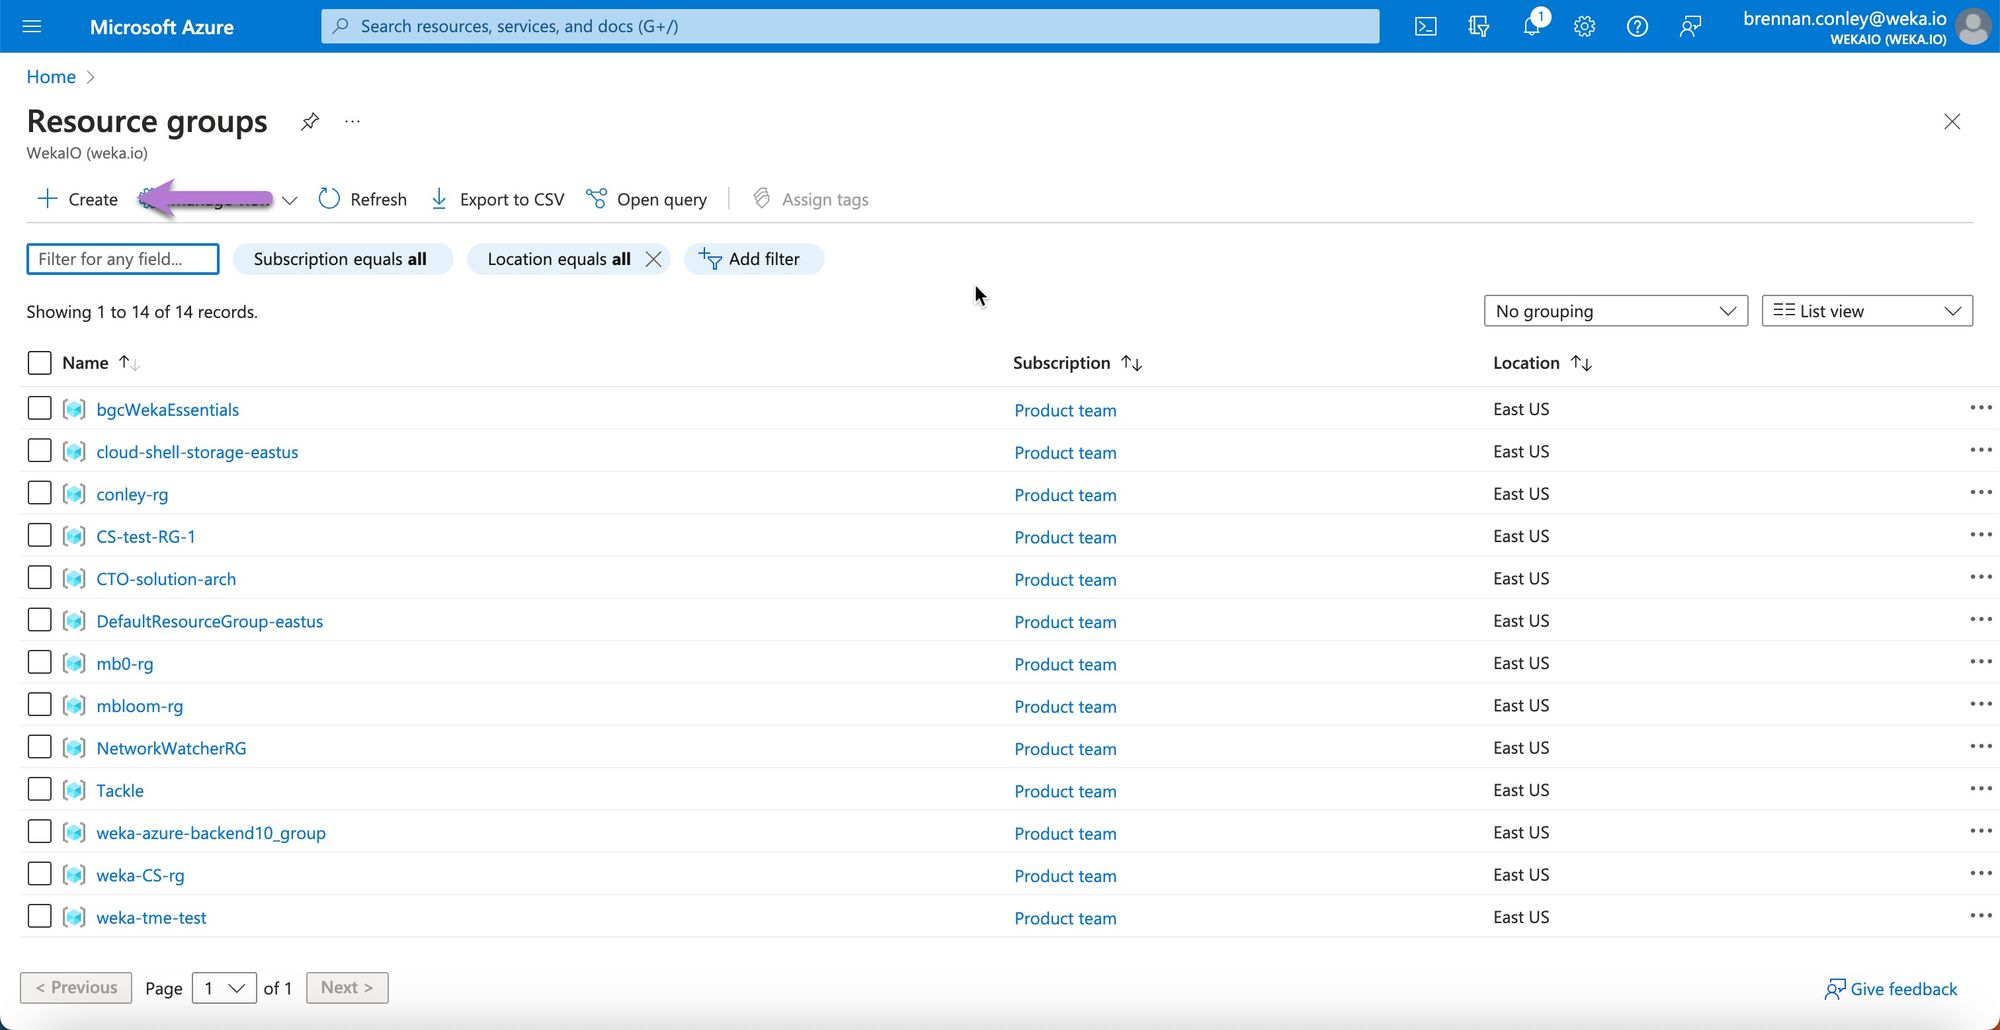 Microsoft Azure
Search resources, services, and docs (G+/)
1
brennan.conley@weka.io
WEKAIO (WEKA.IO)
Home >
Resource groups
...
WekaIO (weka.io)
+ Create
Refresh
Export to CSV
Open query
Assign tags
Filter for any field...
Subscription equals all
Location equals all
Add filter
Showing 1 to 14 of 14 records.
No grouping
List view
Name Subscription Location
bgcWekaEssentials Product team East US ...
cloud-shell-storage-eastus Product team East US ...
conley-rg Product team East US ...
CS-test-RG-1 Product team East US ...
CTO-solution-arch Product team East US ...
DefaultResourceGroup-eastus Product team East US ...
mb0-rg Product team East US ...
mbloom-rg Product team East US ...
NetworkWatcherRG Product team East US ...
Tackle Product team East US ...
weka-azure-backend10_group Product team East US ...
weka-CS-rg Product team East US ...
weka-tme-test Product team East US ...
< Previous Page 1 of 1 Next >
Give feedback